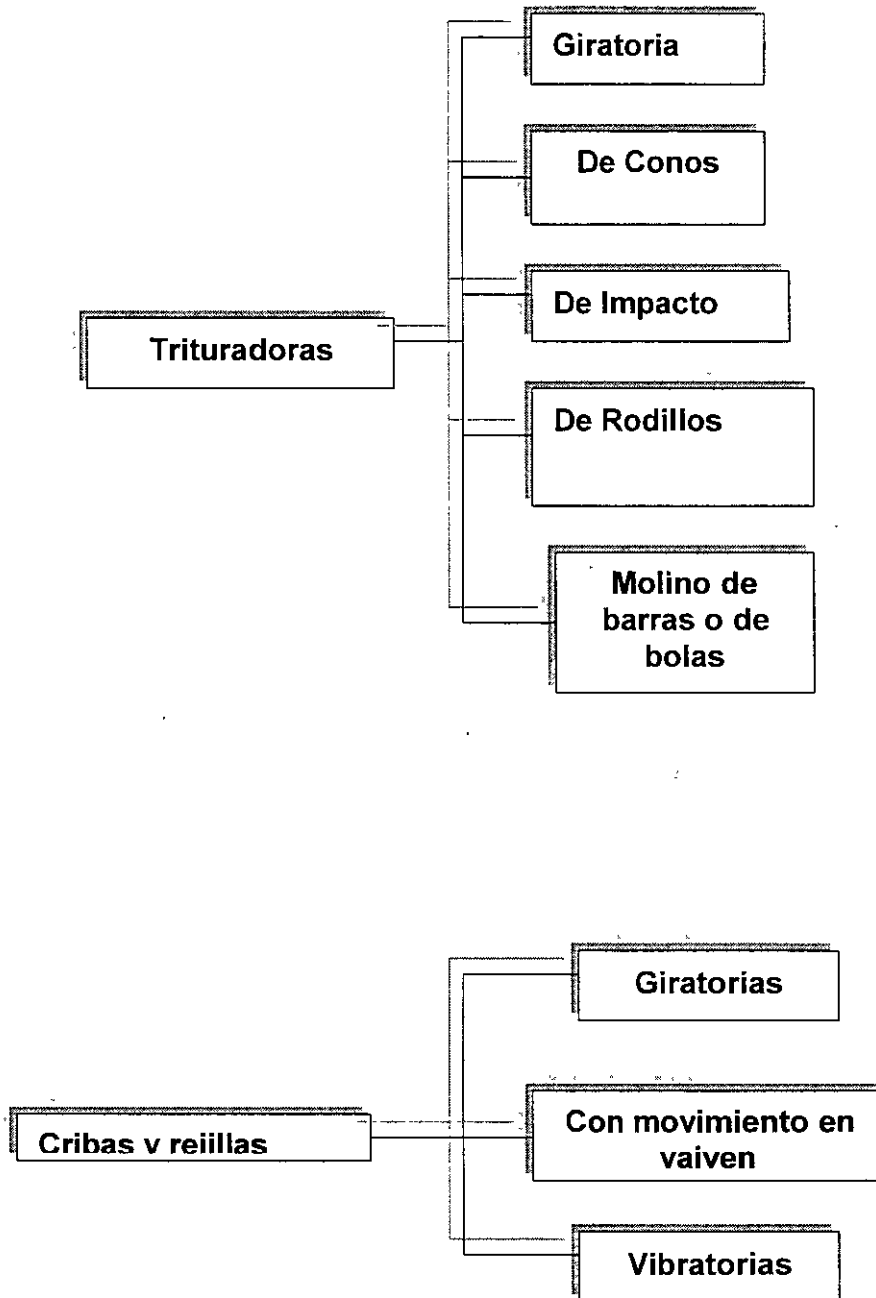 Giratoria
De Conos
De Impacto
Trituradoras
De Rodillos
Molino de
barras o de
bolas
Giratorias
Con movimiento en
vaiven
Cribas y rejillas
Vibratorias